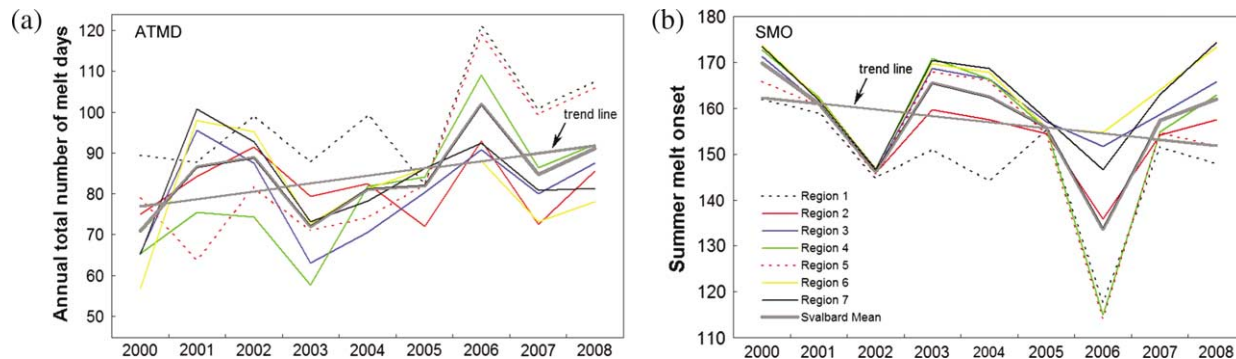 (a)
ATMD
Annual total number of melt days
120
110
100
90
80
70
60
50
trend line
2000 2001 2002 2003 2004 2005 2006 2007 2008
(b)
SMO
Summer melt onset
180
170
160
150
140
130
120
110
trend line
Region 1
Region 2
Region 3
Region 4
Region 5
Region 6
Region 7
Svalbard Mean
2000 2001 2002 2003 2004 2005 2006 2007 2008